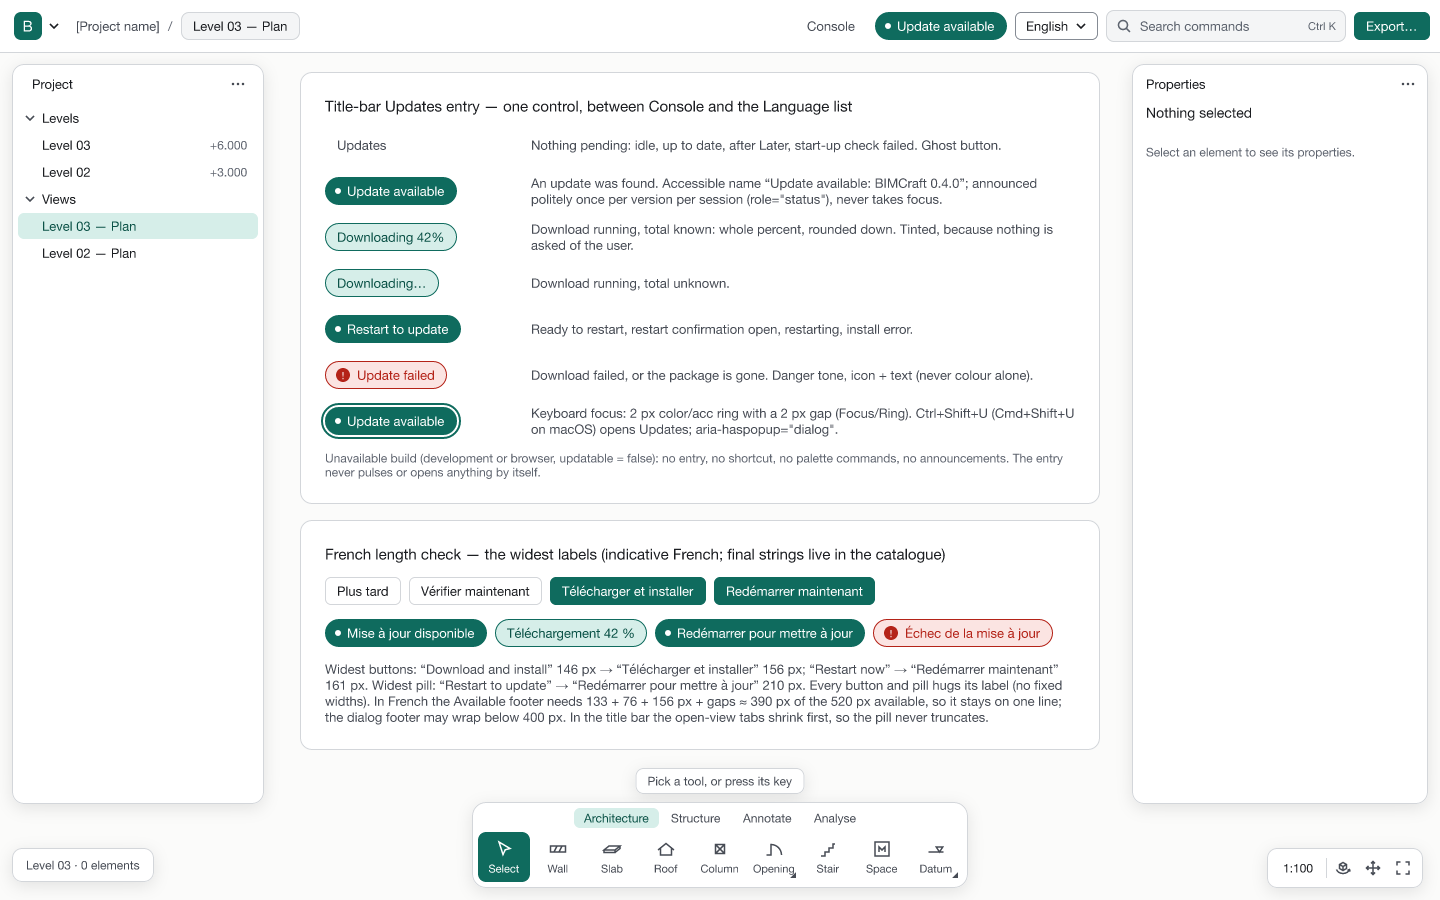 B
[Project name] / Level 03 — Plan
Console
Update available
English
Search commands
Ctrl K
Export…
Project
Levels
Level 03 +6.000
Level 02 +3.000
Views
Level 03 — Plan
Level 02 — Plan
Title-bar Updates entry — one control, between Console and the Language list
Updates
Nothing pending: idle, up to date, after Later, start-up check failed. Ghost button.
Update available
An update was found. Accessible name “Update available: BIMCraft 0.4.0”; announced
politely once per version per session (role="status"), never takes focus.
Downloading 42%
Download running, total known: whole percent, rounded down. Tinted, because nothing is
asked of the user.
Downloading…
Download running, total unknown.
Restart to update
Ready to restart, restart confirmation open, restarting, install error.
! Update failed
Download failed, or the package is gone. Danger tone, icon + text (never colour alone).
Update available
Keyboard focus: 2 px color/acc ring with a 2 px gap (Focus/Ring). Ctrl+Shift+U (Cmd+Shift+U
on macOS) opens Updates; aria-haspopup="dialog".
Unavailable build (development or browser, updatable = false): no entry, no shortcut, no palette commands, no announcements. The entry
never pulses or opens anything by itself.
French length check — the widest labels (indicative French; final strings live in the catalogue)
Plus tard
Vérifier maintenant
Télécharger et installer
Redémarrer maintenant
Mise à jour disponible
Téléchargement 42 %
Redémarrer pour mettre à jour
! Échec de la mise à jour
Widest buttons: “Download and install” 146 px → “Télécharger et installer” 156 px; “Restart now” → “Redémarrer maintenant”
161 px. Widest pill: “Restart to update” → “Redémarrer pour mettre à jour” 210 px. Every button and pill hugs its label (no fixed
widths). In French the Available footer needs 133 + 76 + 156 px + gaps ≈ 390 px of the 520 px available, so it stays on one line;
the dialog footer may wrap below 400 px. In the title bar the open-view tabs shrink first, so the pill never truncates.
Properties
Nothing selected
Select an element to see its properties.
Pick a tool, or press its key
Architecture
Structure
Annotate
Analyse
Select
Wall
Slab
Roof
Column
Opening
Stair
M
Space
Datum
Level 03 · 0 elements
1:100